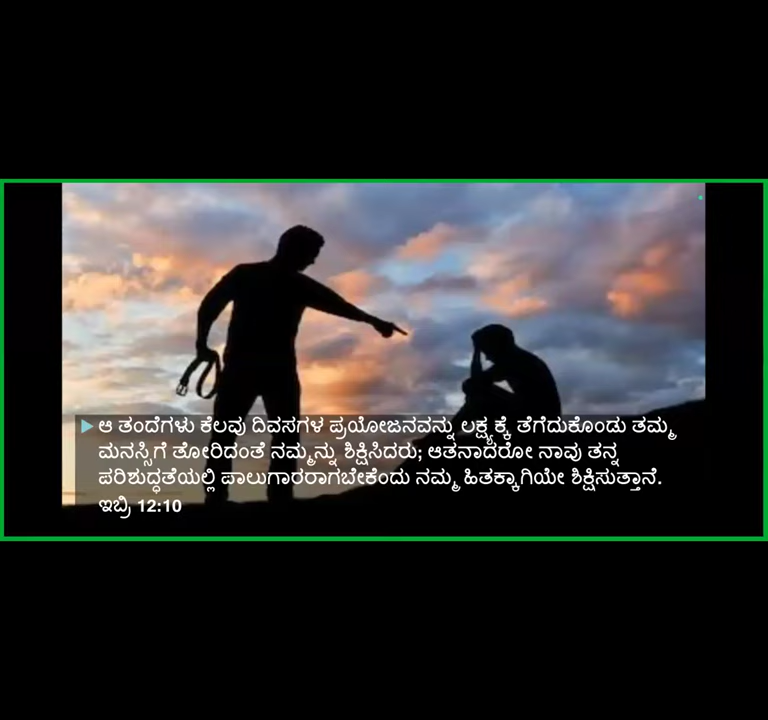 ಆ ತಂದೆಗಳು ಕೆಲವು ದಿವಸಗಳ ಪ್ರಯೋಜನವನ್ನು ಲಕ್ಷ್ಯಕ್ಕೆ ತೆಗೆದುಕೊಂಡು ತಮ್ಮ
ಮನಸ್ಸಿಗೆ ತೋರಿದಂತೆ ನಮ್ಮನ್ನು ಶಿಕ್ಷಿಸಿದರು; ಆತನಾದರೋ ನಾವು ತನ್ನ
ಪರಿಶುದ್ಧತೆಯಲ್ಲಿ ಪಾಲುಗಾರರಾಗಬೇಕೆಂದು ನಮ್ಮ ಹಿತಕ್ಕಾಗಿಯೇ ಶಿಕ್ಷಿಸುತ್ತಾನೆ.
ಇಬ್ರಿ 12:10